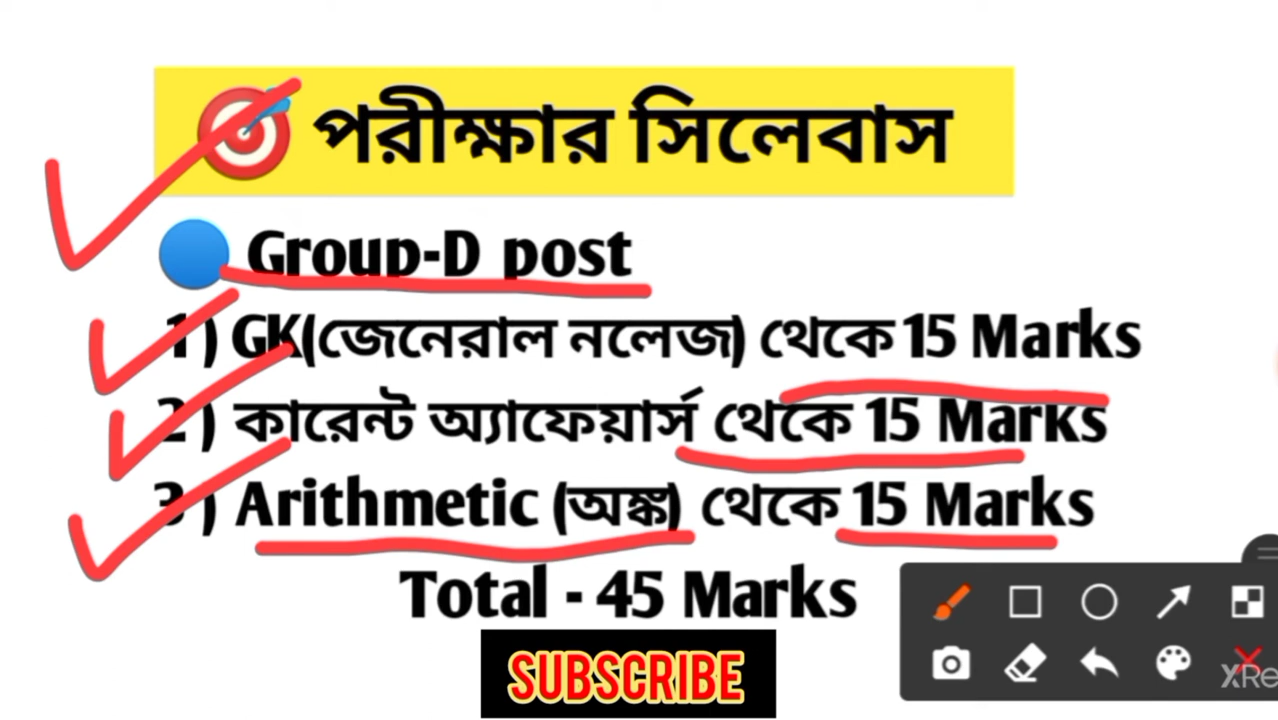 পরীক্ষার সিলেবাস
Group-D post
1) GK(জেনেরাল নলেজ) থেকে 15 Marks
2) কারেন্ট অ্যাফেয়ার্স থেকে 15 Marks
3) Arithmetic (অঙ্ক) থেকে 15 Marks
Total - 45 Marks
SUBSCRIBE